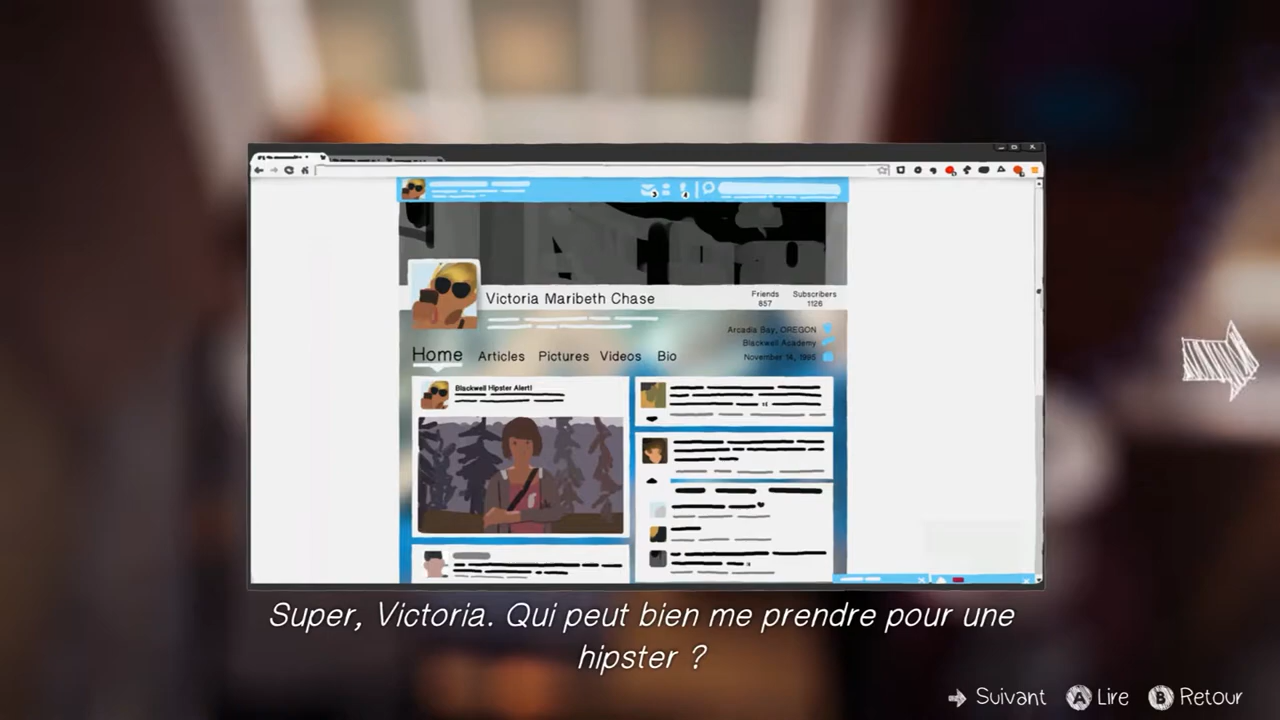 Victoria Maribeth Chase
Friends
857
Subscribers
1126
Arcadia Bay, OREGON
Blackwell Academy
November 14, 1995
Home Articles Pictures Videos Bio
Blackwell Hipster Alert!
Super, Victoria. Qui peut bien me prendre pour une
hipster ?
Suivant A Lire B Retour